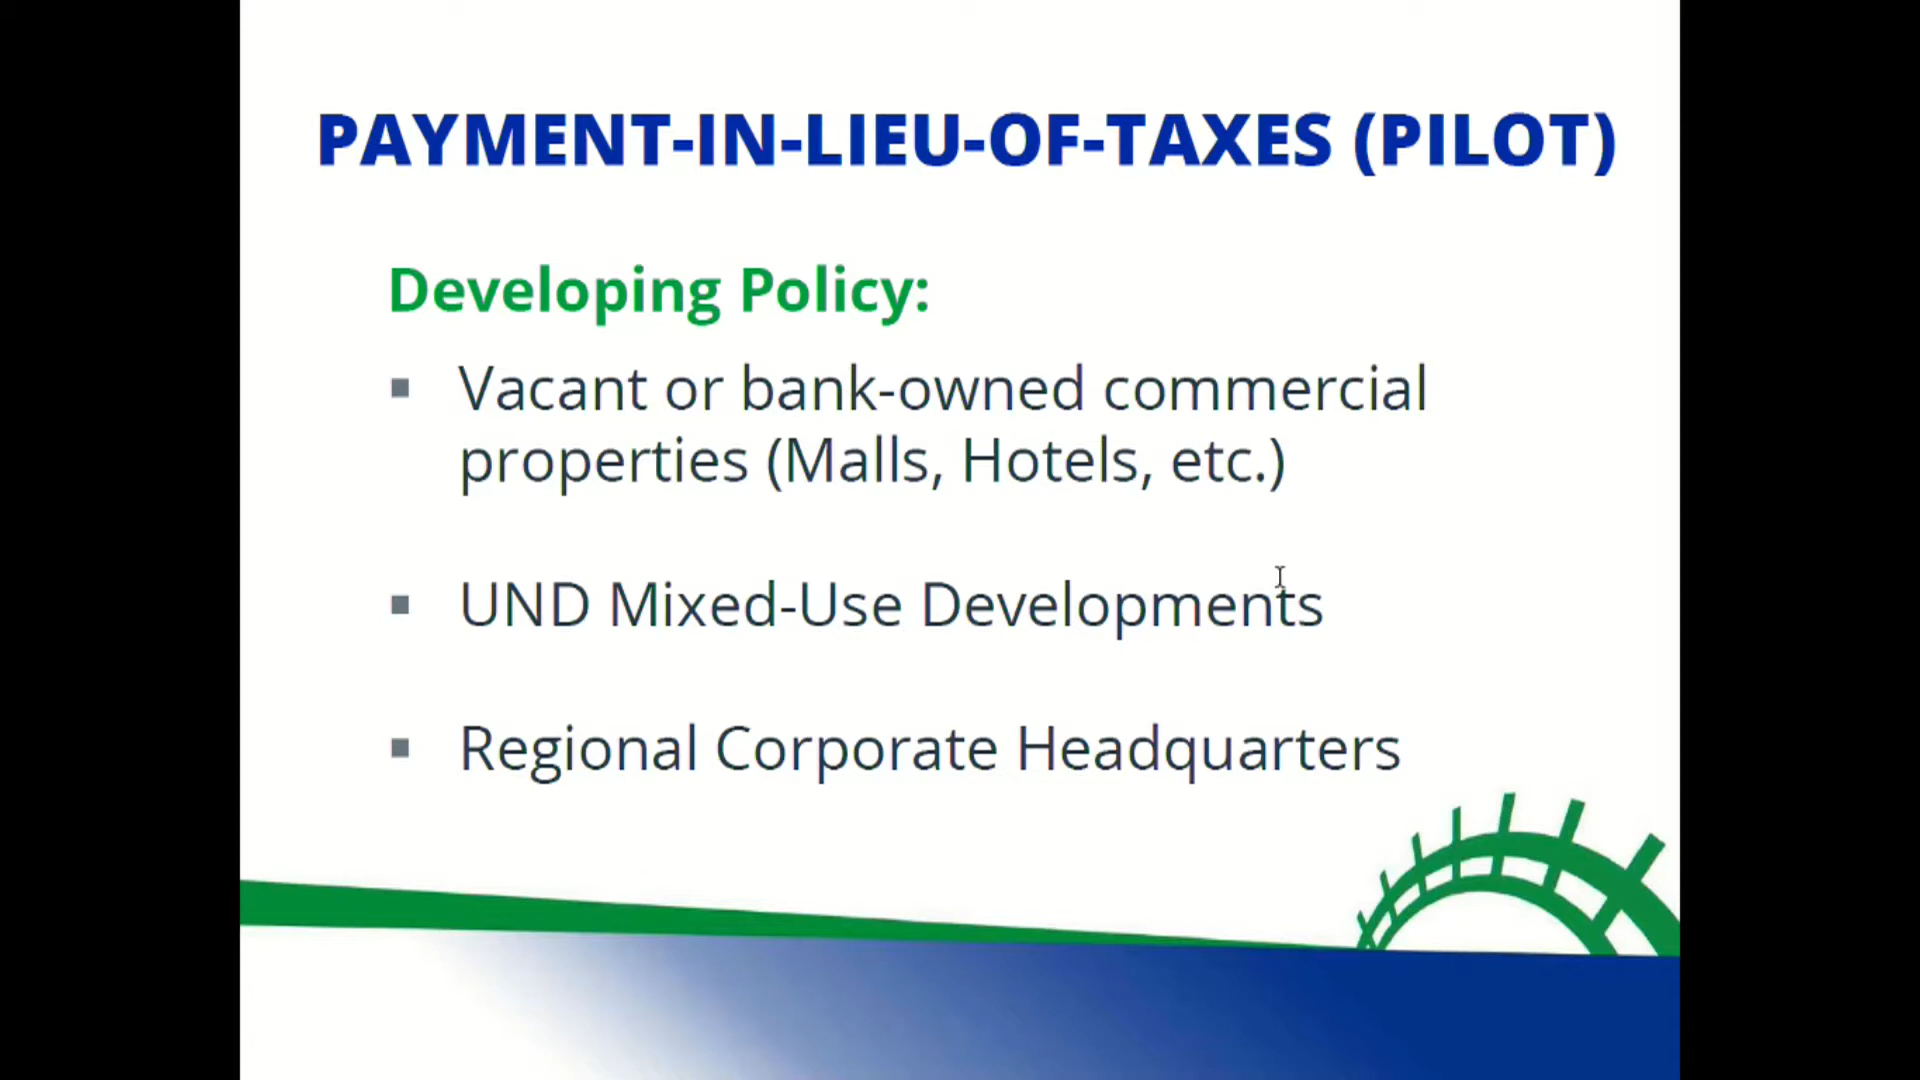 PAYMENT-IN-LIEU-OF-TAXES (PILOT)
Developing Policy:
▪ Vacant or bank-owned commercial
properties (Malls, Hotels, etc.)
▪ UND Mixed-Use Developments
▪ Regional Corporate Headquarters